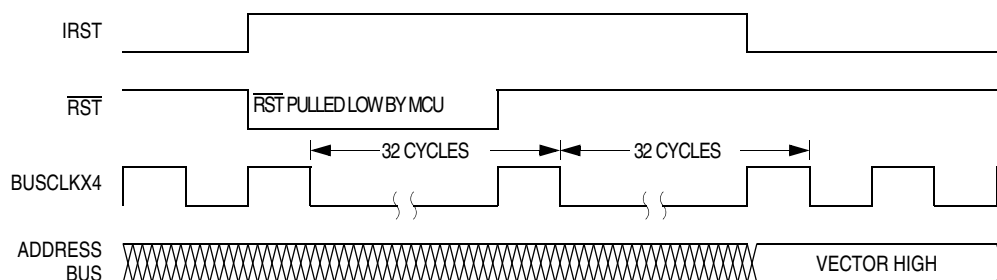 IRST
RST
RST PULLED LOW BY MCU
32 CYCLES
32 CYCLES
BUSCLKX4
ADDRESS
BUS
VECTOR HIGH